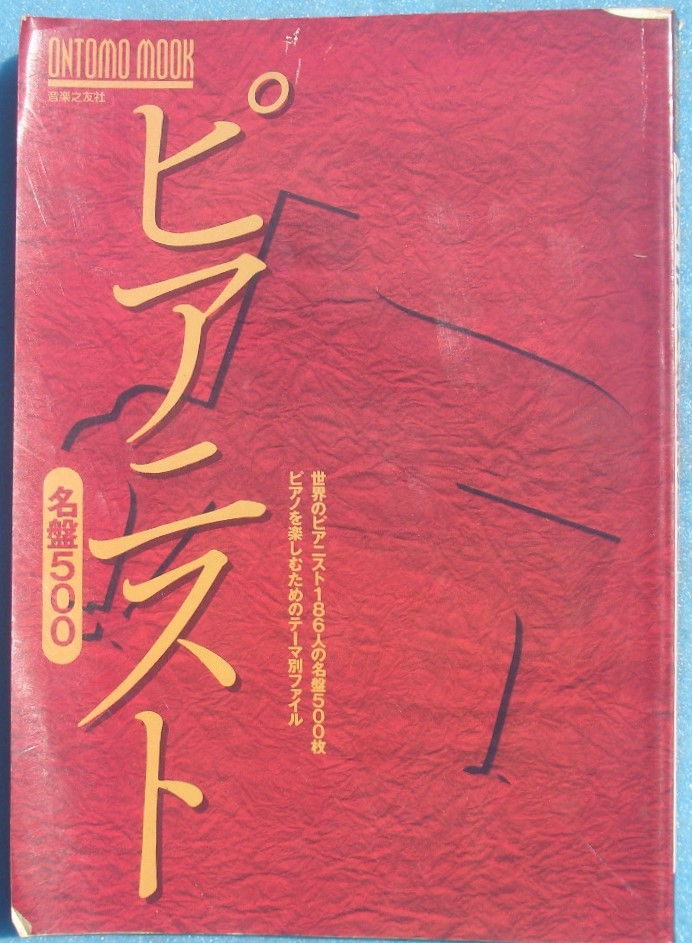 ONTOMO MOOK
音楽之友社
ピアニスト
名盤500
世界のピアニスト186人の名盤500枚
ピアノを楽しむためのテーマ別ファイル